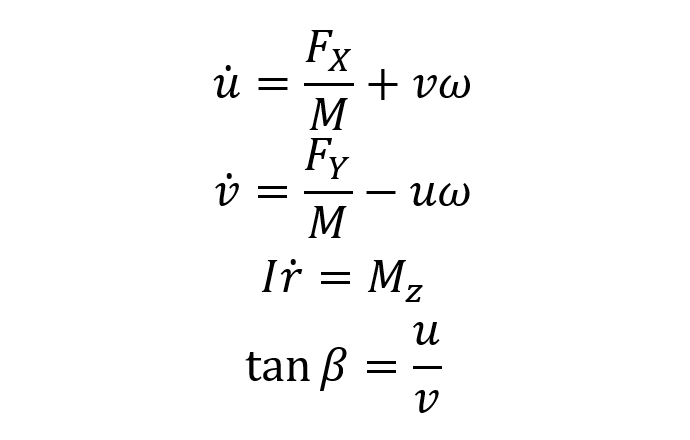 u̇ = F_X/M + vω
v̇ = F_Y/M − uω
Iṙ = M_z
tan β = u/v